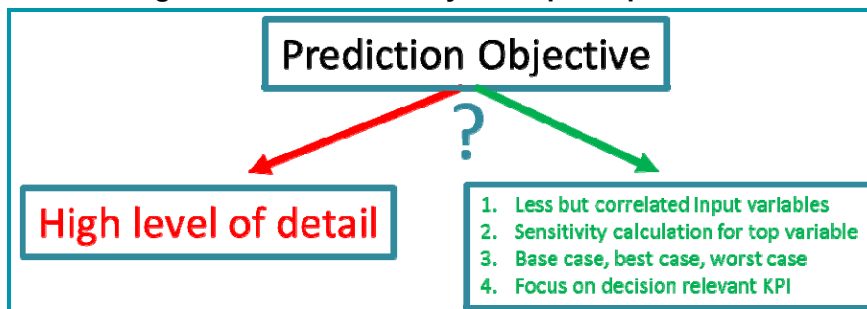 Prediction Objective
?
High level of detail
1. Less but correlated input variables
2. Sensitivity calculation for top variable
3. Base case, best case, worst case
4. Focus on decision relevant KPI